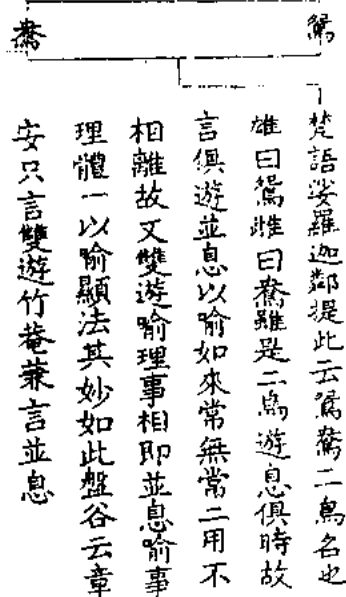 鴛
鴦
梵語娑羅迦鄰提此云鴛鴦二鳥名也
雄曰鴛雌曰鴦雖是二鳥遊息俱時故
言俱遊並息以喻如來常無常二用不
相離故又雙遊喻理事相即並息喻事
理體一以喻顯法其妙如此盤谷云章
安只言雙遊竹菴兼言並息